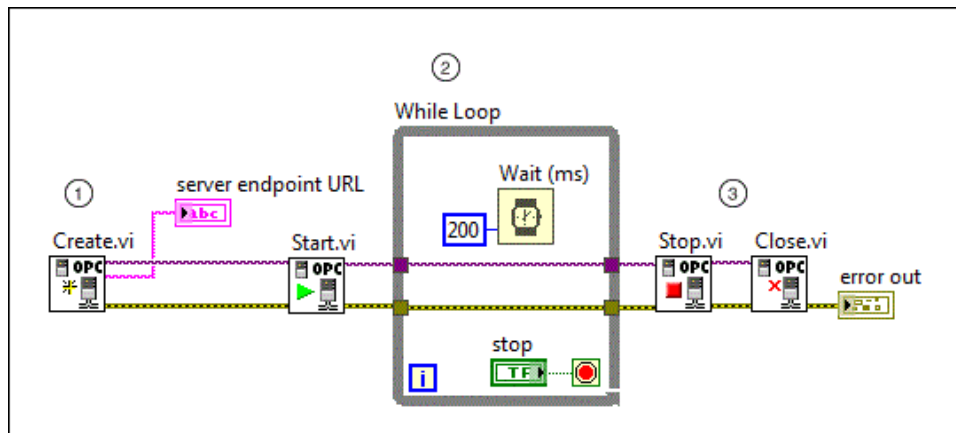 ②
While Loop
Wait (ms)
①
server endpoint URL
abc
200
③
Create.vi
Start.vi
Stop.vi
Close.vi
OPC
OPC
OPC
OPC
error out
stop
i
TF